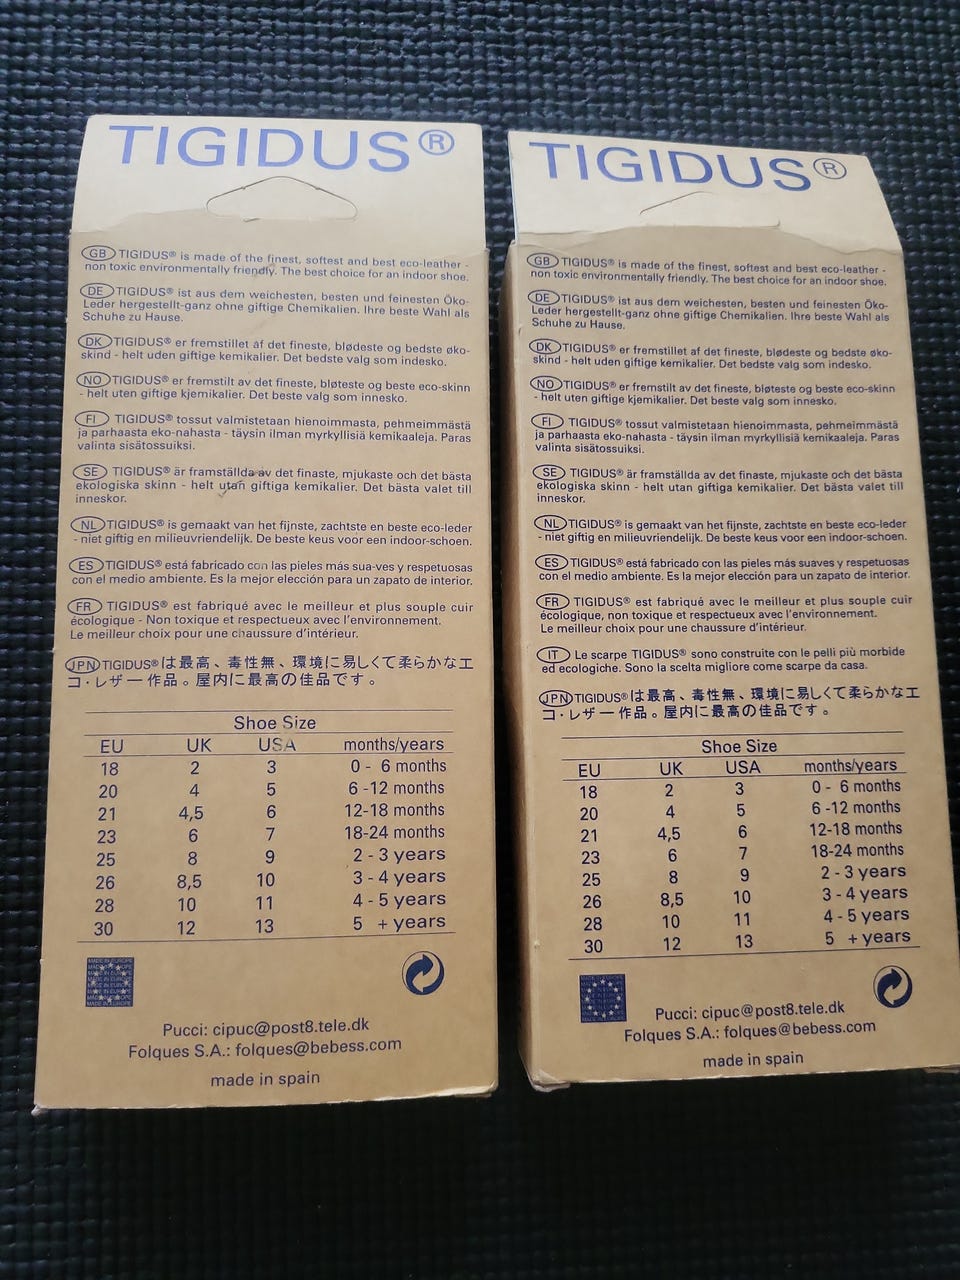 TIGIDUS®
GB TIGIDUS® is made of the finest, softest and best eco-leather -
non toxic environmentally friendly. The best choice for an indoor shoe.
DE TIGIDUS® ist aus dem weichesten, besten und feinesten Öko-
Leder hergestellt-ganz ohne giftige Chemikalien. Ihre beste Wahl als
Schuhe zu Hause.
DK TIGIDUS® er fremstillet af det fineste, blødeste og bedste øko-
skind - helt uden giftige kemikalier. Det bedste valg som indesko.
NO TIGIDUS® er fremstilt av det fineste, bløteste og beste eco-skinn
- helt uten giftige kjemikalier. Det beste valg som innesko.
FI TIGIDUS® tossut valmistetaan hienoimmasta, pehmeimmästä
ja parhaasta eko-nahasta - täysin ilman myrkyllisiä kemikaaleja. Paras
valinta sisätossuiksi.
SE TIGIDUS® är framställda av det finaste, mjukaste och det bästa
ekologiska skinn - helt utan giftiga kemikalier. Det bästa valet till
inneskor.
NL TIGIDUS® is gemaakt van het fijnste, zachtste en beste eco-leder
- niet giftig en milieuvriendelijk. De beste keus voor een indoor-schoen.
ES TIGIDUS® está fabricado con las pieles más sua-ves y respetuosas
con el medio ambiente. Es la mejor elección para un zapato de interior.
FR TIGIDUS® est fabriqué avec le meilleur et plus souple cuir
écologique - Non toxique et respectueux avec l'environnement.
Le meilleur choix pour une chaussure d'intérieur.
JPN TIGIDUS®は最高、毒性無、環境に易しくて柔らかなエ
コ・レザー作品。屋内に最高の佳品です。
Shoe Size
EU UK USA months/years
18 2 3 0 - 6 months
20 4 5 6 -12 months
21 4,5 6 12-18 months
23 6 7 18-24 months
25 8 9 2 - 3 years
26 8,5 10 3 - 4 years
28 10 11 4 - 5 years
30 12 13 5 + years
MADE IN EUROPE
Pucci: cipuc@post8.tele.dk
Folques S.A.: folques@bebess.com
made in spain
TIGIDUS®
GB TIGIDUS® is made of the finest, softest and best eco-leather -
non toxic environmentally friendly. The best choice for an indoor shoe.
DE TIGIDUS® ist aus dem weichesten, besten und feinesten Öko-
Leder hergestellt-ganz ohne giftige Chemikalien. Ihre beste Wahl als
Schuhe zu Hause.
DK TIGIDUS® er fremstillet af det fineste, blødeste og bedste øko-
skind - helt uden giftige kemikalier. Det bedste valg som indesko.
NO TIGIDUS® er fremstilt av det fineste, bløteste og beste eco-skinn
- helt uten giftige kjemikalier. Det beste valg som innesko.
FI TIGIDUS® tossut valmistetaan hienoimmasta, pehmeimmästä
ja parhaasta eko-nahasta - täysin ilman myrkyllisiä kemikaaleja. Paras
valinta sisätossuiksi.
SE TIGIDUS® är framställda av det finaste, mjukaste och det bästa
ekologiska skinn - helt utan giftiga kemikalier. Det bästa valet till
inneskor.
NL TIGIDUS® is gemaakt van het fijnste, zachtste en beste eco-leder
- niet giftig en milieuvriendelijk. De beste keus voor een indoor-schoen.
ES TIGIDUS® está fabricado con las pieles más suaves y respetuosas
con el medio ambiente. Es la mejor elección para un zapato de interior.
FR TIGIDUS® est fabriqué avec le meilleur et plus souple cuir
écologique, non toxique et respectueux avec l'environnement.
Le meilleur choix pour une chaussure d'intérieur.
IT Le scarpe TIGIDUS® sono construite con le pelli più morbide
ed ecologiche. Sono la scelta migliore come scarpe da casa.
JPN TIGIDUS®は最高、毒性無、環境に易しくて柔らかなエ
コ・レザー作品。屋内に最高の佳品です。
Shoe Size
EU UK USA months/years
18 2 3 0 - 6 months
20 4 5 6 -12 months
21 4,5 6 12-18 months
23 6 7 18-24 months
25 8 9 2 - 3 years
26 8,5 10 3 - 4 years
28 10 11 4 - 5 years
30 12 13 5 + years
MADE IN EUROPE
Pucci: cipuc@post8.tele.dk
Folques S.A.: folques@bebess.com
made in spain